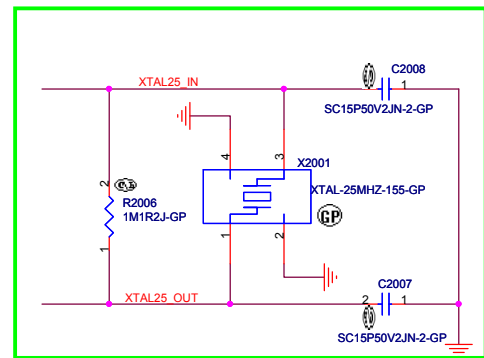 XTAL25_IN
C2008
1
SC15P50V2JN-2-GP
4
3
X2001
XTAL-25MHZ-155-GP
2
R2006
1M1R2J-GP
GP
1
1
2
C2007
XTAL25_OUT
2
1
SC15P50V2JN-2-GP